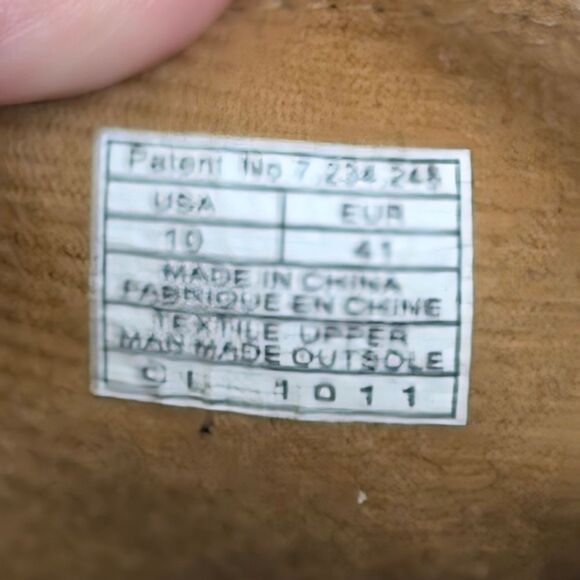 Patent No 7,234,245
USA EUR
10 41
MADE IN CHINA
FABRIQUE EN CHINE
TEXTILE UPPER
MAN MADE OUTSOLE
1011